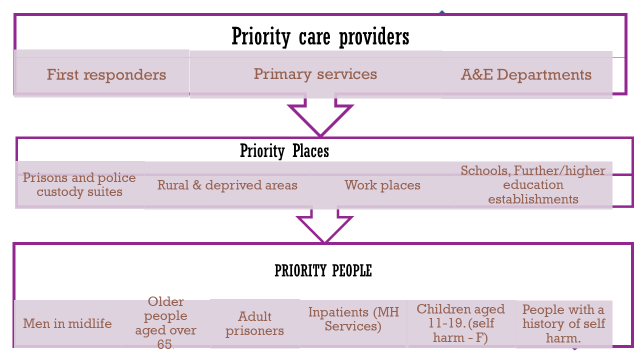 Priority care providers
First responders
Primary services
A&E Departments
Priority Places
Prisons and police
custody suites
Rural & deprived areas
Work places
Schools, Further/higher
education
establishments
PRIORITY PEOPLE
Men in midlife
Older
people
aged over
65
Adult
prisoners
Inpatients (MH
Services)
Children aged
11-19.(self
harm - F)
People with a
history of self
harm.